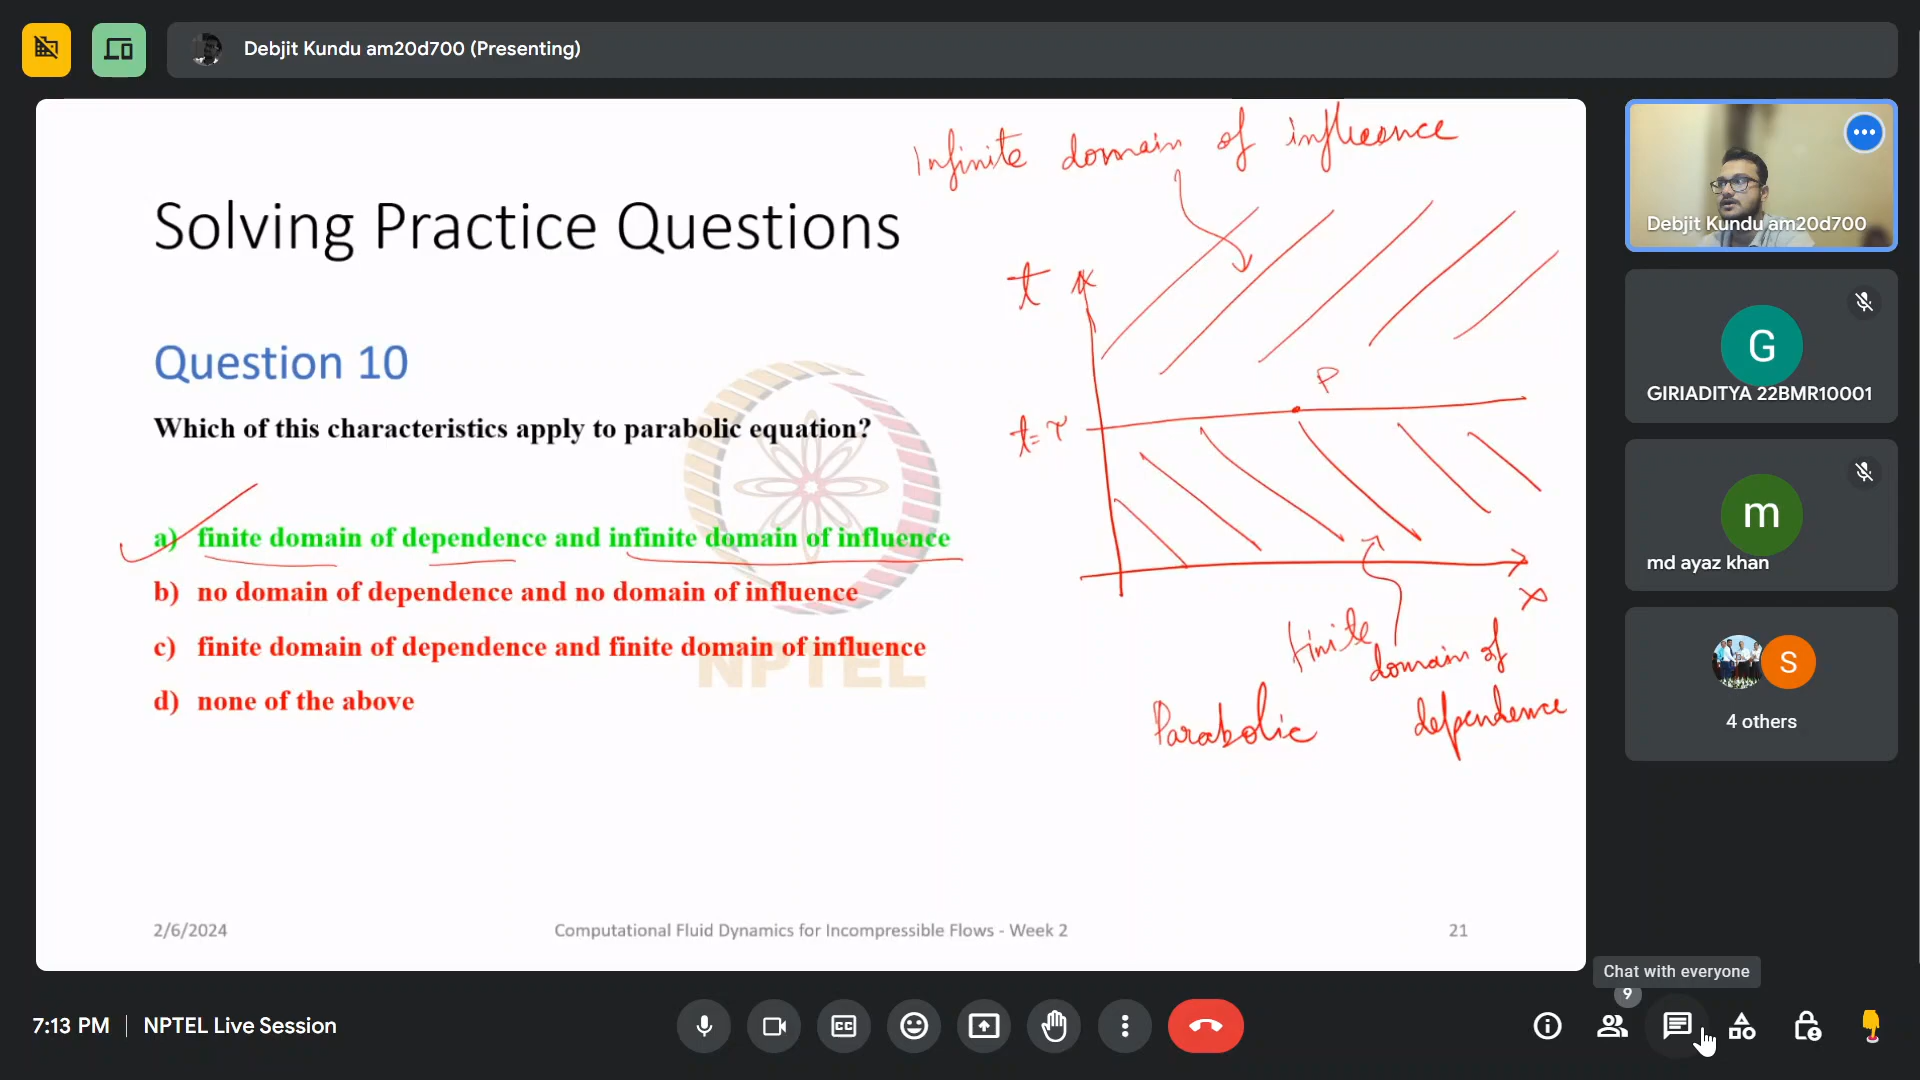 Debjit Kundu am20d700 (Presenting)
Infinite domain of influence
Solving Practice Questions
t
Question 10
P
Which of this characteristics apply to parabolic equation?
t = τ
a) finite domain of dependence and infinite domain of influence
b) no domain of dependence and no domain of influence
x
c) finite domain of dependence and finite domain of influence
finite domain of dependence
NPTEL
d) none of the above
Parabolic
2/6/2024
Computational Fluid Dynamics for Incompressible Flows - Week 2
21
Debjit Kundu am20d700
G
GIRIADITYA 22BMR10001
m
md ayaz khan
S
4 others
Chat with everyone
9
7:13 PM | NPTEL Live Session
CC